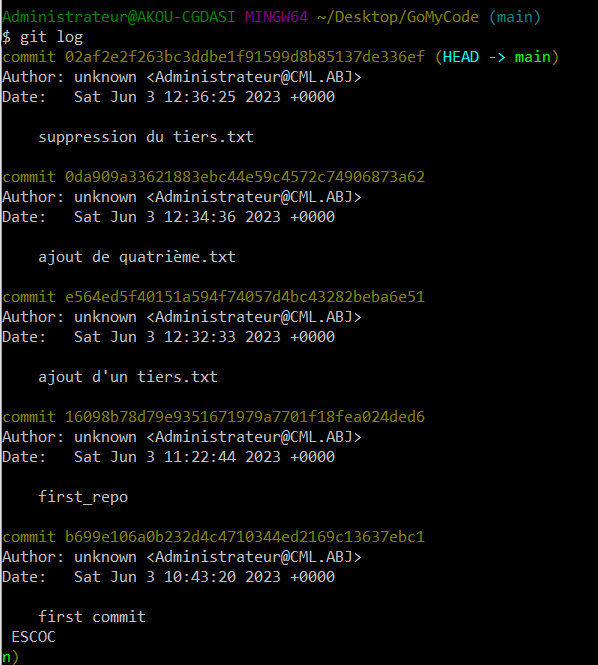 Administrateur@AKOU-CGDASI MINGW64 ~/Desktop/GoMyCode (main)
$ git log
commit 02af2e2f263bc3ddbe1f91599d8b85137de336ef (HEAD -> main)
Author: unknown <Administrateur@CML.ABJ>
Date:   Sat Jun 3 12:36:25 2023 +0000
suppression du tiers.txt
commit 0da909a33621883ebc44e59c4572c74906873a62
Author: unknown <Administrateur@CML.ABJ>
Date:   Sat Jun 3 12:34:36 2023 +0000
ajout de quatrième.txt
commit e564ed5f40151a594f74057d4bc43282beba6e51
Author: unknown <Administrateur@CML.ABJ>
Date:   Sat Jun 3 12:32:33 2023 +0000
ajout d'un tiers.txt
commit 16098b78d79e9351671979a7701f18fea024ded6
Author: unknown <Administrateur@CML.ABJ>
Date:   Sat Jun 3 11:22:44 2023 +0000
first_repo
commit b699e106a0b232d4c4710344ed2169c13637ebc1
Author: unknown <Administrateur@CML.ABJ>
Date:   Sat Jun 3 10:43:20 2023 +0000
first commit
ESCOC
n)